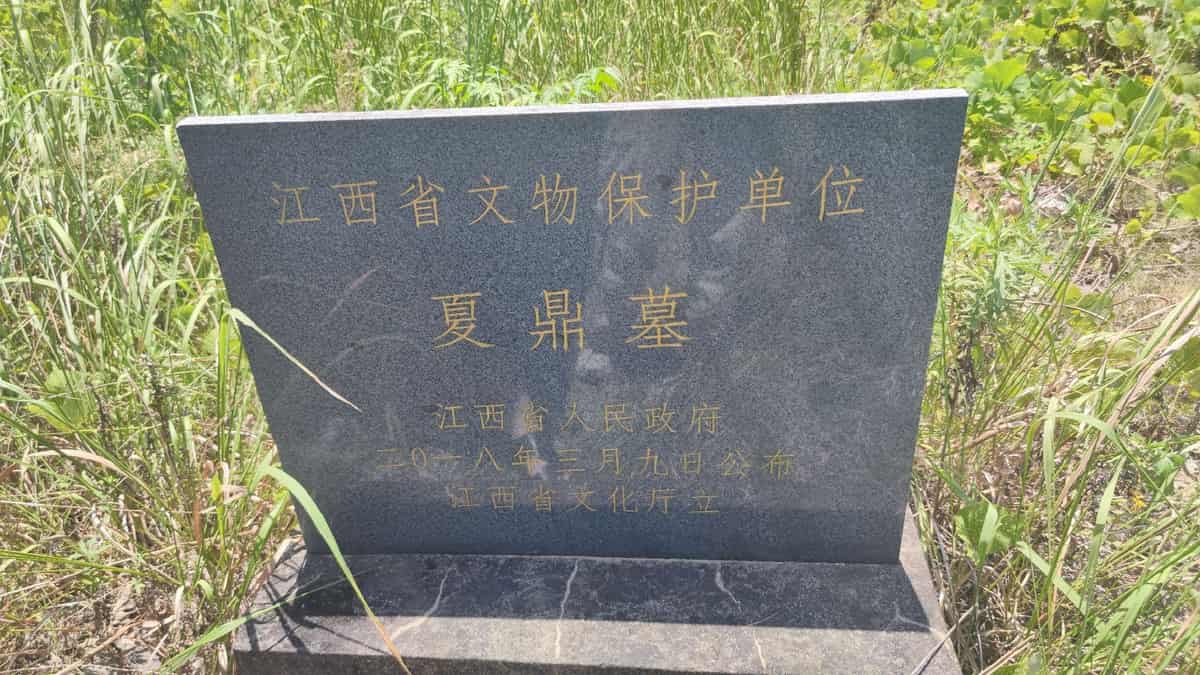 江西省文物保护单位
夏鼎墓
江西省人民政府
二0一八年三月九日公布
江西省文化厅立